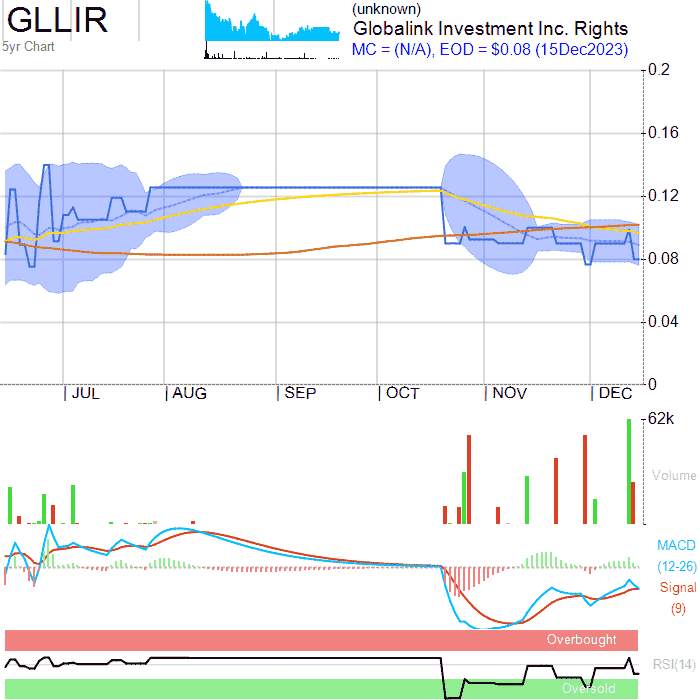 GLLIR
5yr Chart
(unknown)
Globalink Investment Inc. Rights
MC = (N/A), EOD = $0.08 (15Dec2023)
0.2
0.16
0.12
0.08
0.04
0
JUL AUG SEP OCT NOV DEC
62k
Volume
MACD
(12-26)
Signal
(9)
Overbought
RSI(14)
Oversold